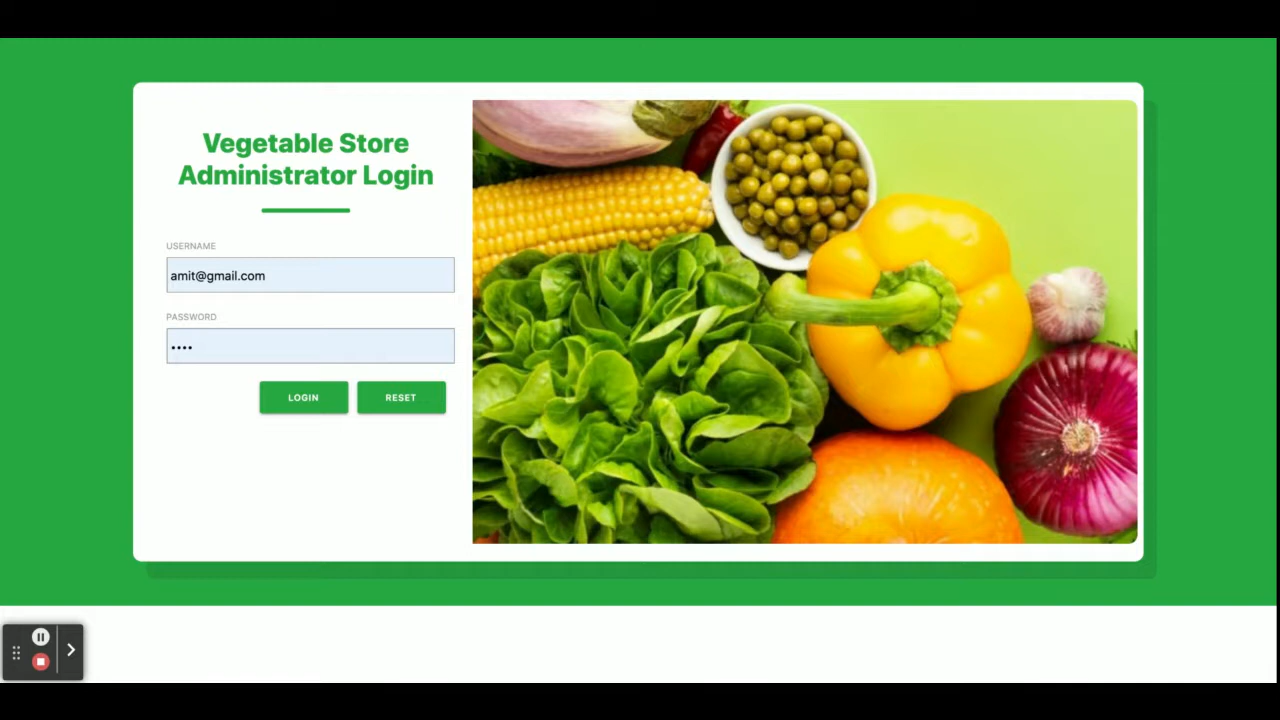 Vegetable Store
Administrator Login
USERNAME
amit@gmail.com
PASSWORD
••••
LOGIN RESET